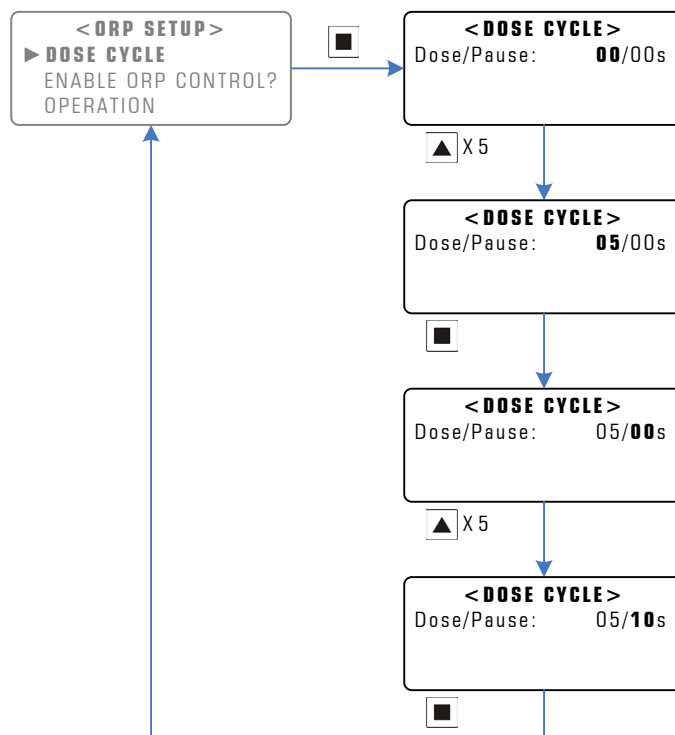 <ORP SETUP>
►DOSE CYCLE
ENABLE ORP CONTROL?
OPERATION
<DOSE CYCLE>
Dose/Pause: 00/00s
▲ X 5
<DOSE CYCLE>
Dose/Pause: 05/00s
<DOSE CYCLE>
Dose/Pause: 05/00s
▲ X 5
<DOSE CYCLE>
Dose/Pause: 05/10s